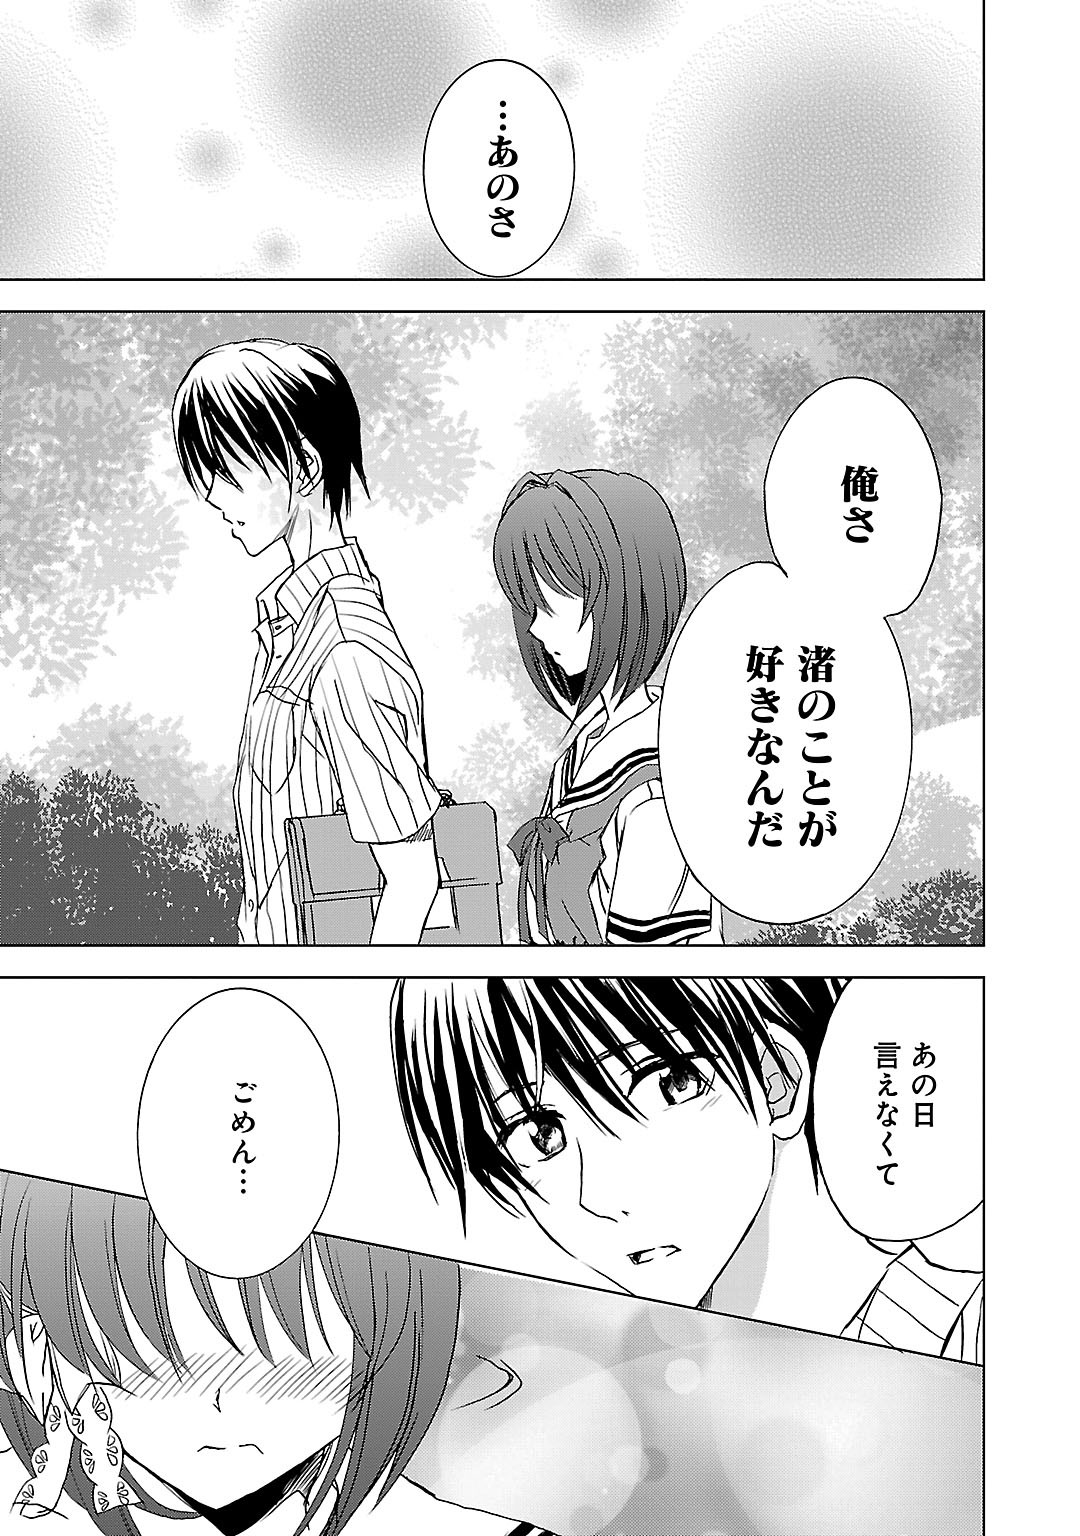 …あのさ
俺さ
渚のことが
好きなんだ
あの日
言えなくて
ごめん…